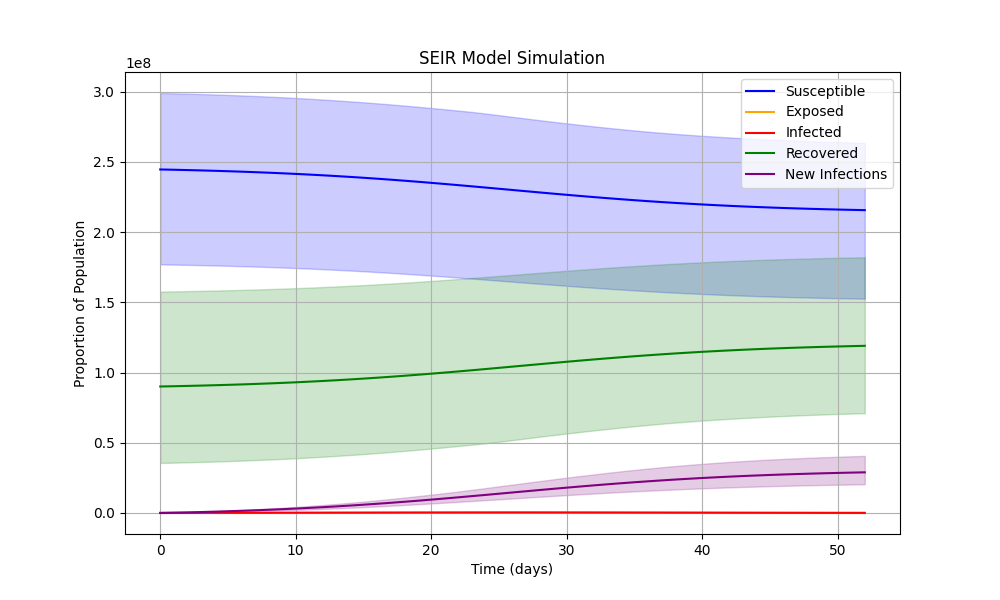 SEIR Model Simulation
1e8
3.0
2.5
2.0
1.5
1.0
0.5
0.0
Proportion of Population
Susceptible
Exposed
Infected
Recovered
New Infections
0 10 20 30 40 50
Time (days)